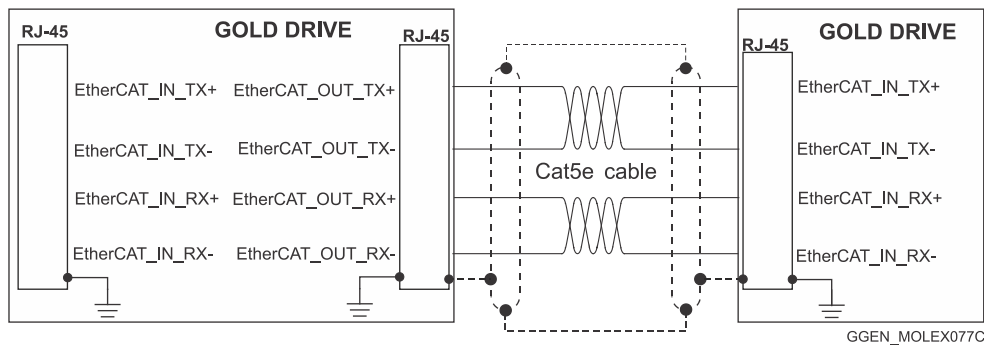 RJ-45
GOLD DRIVE
RJ-45
EtherCAT_IN_TX+
EtherCAT_OUT_TX+
EtherCAT_IN_TX-
EtherCAT_OUT_TX-
EtherCAT_IN_RX+
EtherCAT_OUT_RX+
EtherCAT_IN_RX-
EtherCAT_OUT_RX-
Cat5e cable
GOLD DRIVE
RJ-45
EtherCAT_IN_TX+
EtherCAT_IN_TX-
EtherCAT_IN_RX+
EtherCAT_IN_RX-
GGEN_MOLEX077C